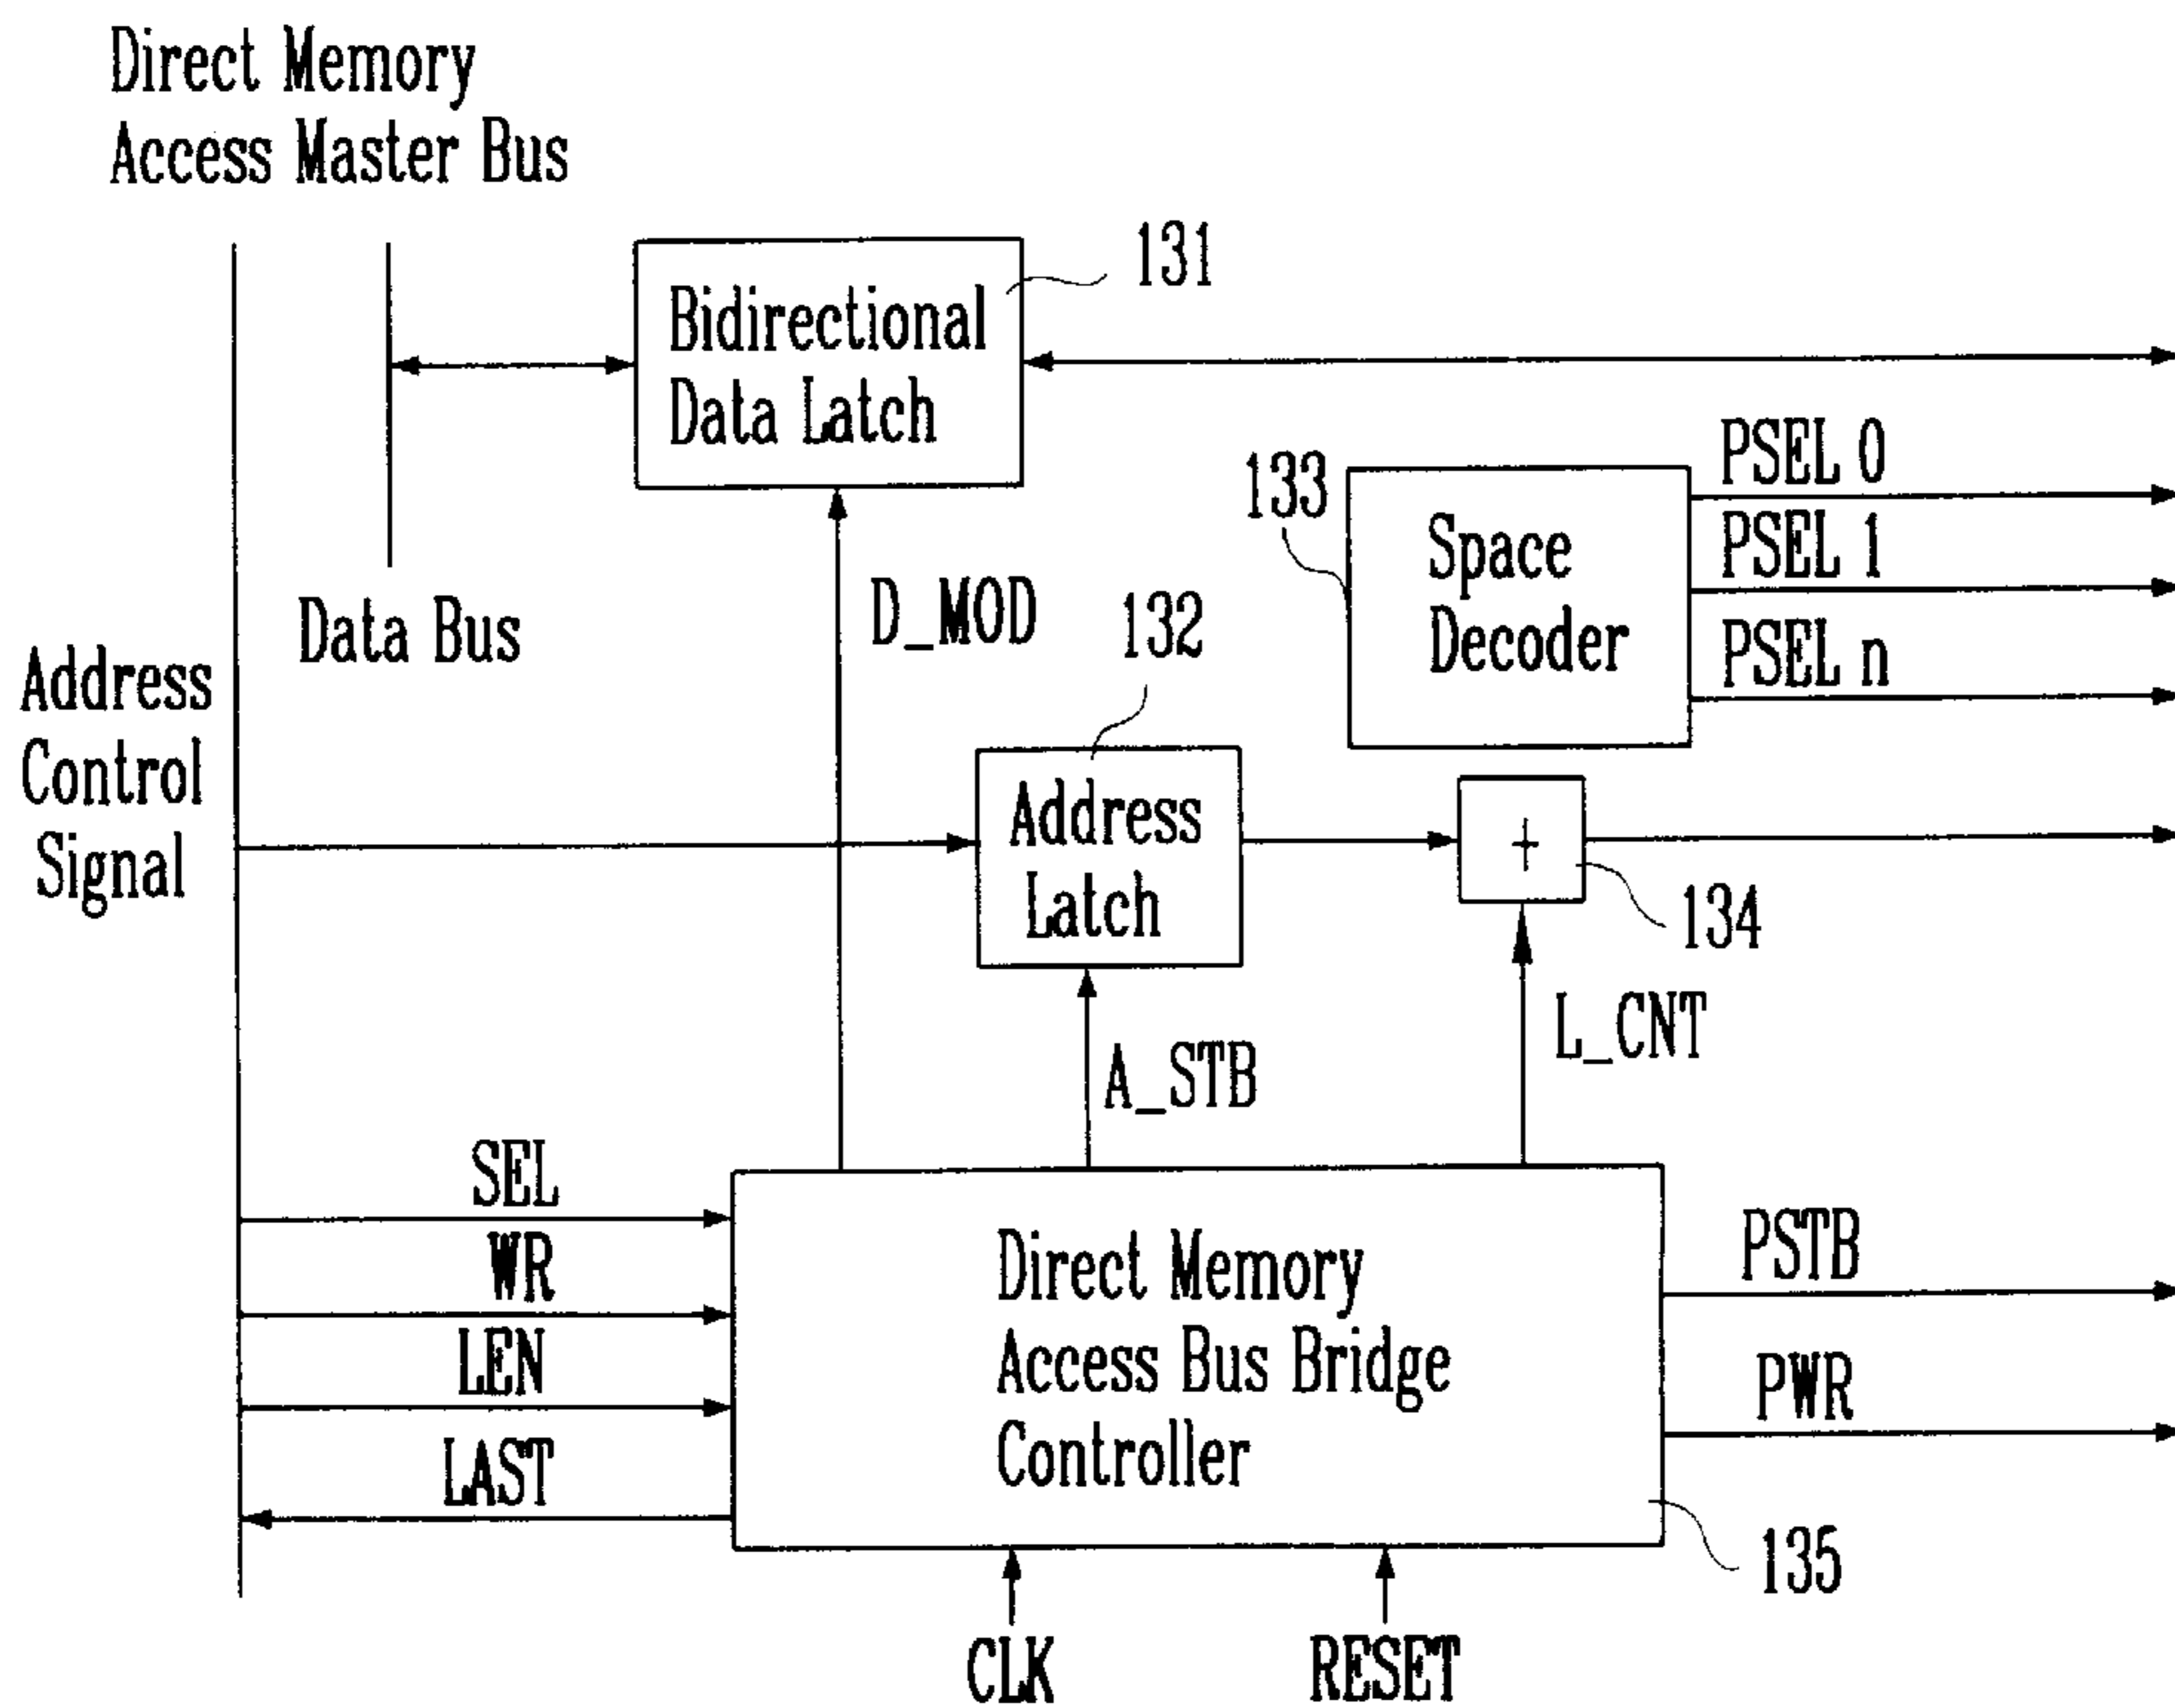 Direct Memory
Access Master Bus
131
Bidirectional
Data Latch
PSEL 0
133
Space
Decoder
PSEL 1
PSEL n
D_MOD
132
Data Bus
Address
Control
Signal
Address
Latch
+
134
L_CNT
A_STB
SEL
WR
LEN
LAST
Direct Memory
Access Bus Bridge
Controller
PSTB
PWR
135
CLK
RESET